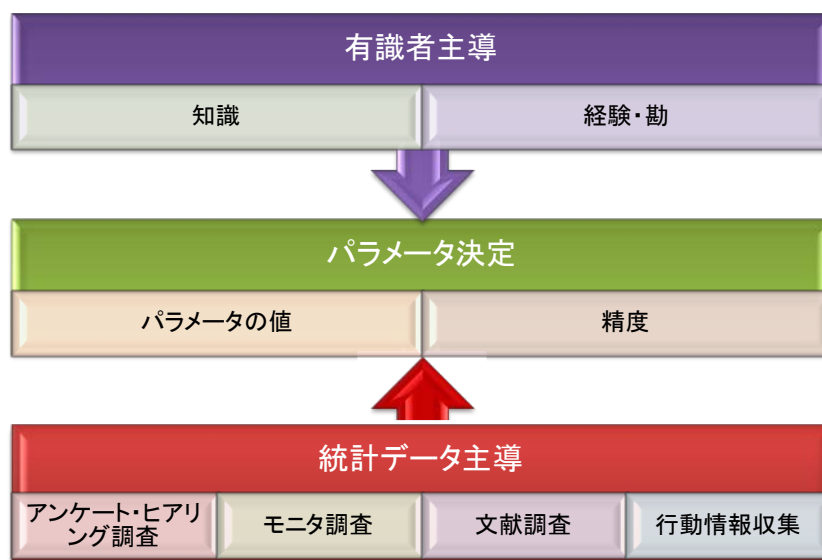 有識者主導
知識
経験・勘
パラメータ決定
パラメータの値
精度
統計データ主導
アンケート・ヒアリ
ング調査
モニタ調査
文献調査
行動情報収集